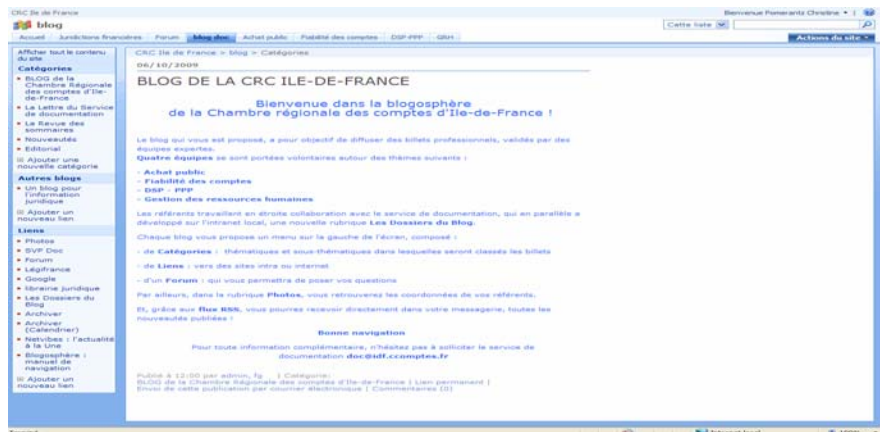 CRC Ile de France
Bienvenue Pomerantz Christine
blog
Cette liste
Accueil Juridictions financières Forum blog doc Achat public Fiabilité des comptes DSP-PPP GRH
Actions du site
Afficher tout le contenu
du site
Catégories
BLOG de la
Chambre Régionale
des comptes d'Ile-
de-France
La Lettre du Service
de documentation
La Revue des
sommaires
Nouveautés
Editorial
Ajouter une
nouvelle catégorie
Autres blogs
Un blog pour
l'information
juridique
Ajouter un
nouveau lien
Liens
Photos
SVP Doc
Forum
Légifrance
Google
librairie juridique
Les Dossiers du
Blog
Archiver
Archiver
(Calendrier)
Netvibes : l'actualité
à la Une
Blogosphère :
manuel de
navigation
Ajouter un
nouveau lien
CRC Ile de France > blog > Catégories
06/10/2009
BLOG DE LA CRC ILE-DE-FRANCE
Bienvenue dans la blogosphère
de la Chambre régionale des comptes d'Ile-de-France !
Le blog qui vous est proposé, a pour objectif de diffuser des billets professionnels, validés par des
équipes expertes.
Quatre équipes se sont portées volontaires autour des thèmes suivants :
- Achat public
- Fiabilité des comptes
- DSP - PPP
- Gestion des ressources humaines
Les référents travaillent en étroite collaboration avec le service de documentation, qui en parallèle a
développé sur l'intranet local, une nouvelle rubrique Les Dossiers du Blog.
Chaque blog vous propose un menu sur la gauche de l'écran, composé :
- de Catégories : thématiques et sous-thématiques dans lesquelles seront classés les billets
- de Liens : vers des sites intra ou internet
- d'un Forum : qui vous permettra de poser vos questions
Par ailleurs, dans la rubrique Photos, vous retrouverez les coordonnées de vos référents.
Et, grâce aux flux RSS, vous pourrez recevoir directement dans votre messagerie, toutes les
nouveautés publiées !
Bonne navigation
Pour toute information complémentaire, n'hésitez pas à solliciter le service de
documentation doc@idf.ccomptes.fr
Publié à 12:00 par admin, fg | Catégorie:
BLOG de la Chambre Régionale des comptes d'Ile-de-France | Lien permanent |
Envoi de cette publication par courrier électronique | Commentaires (0)